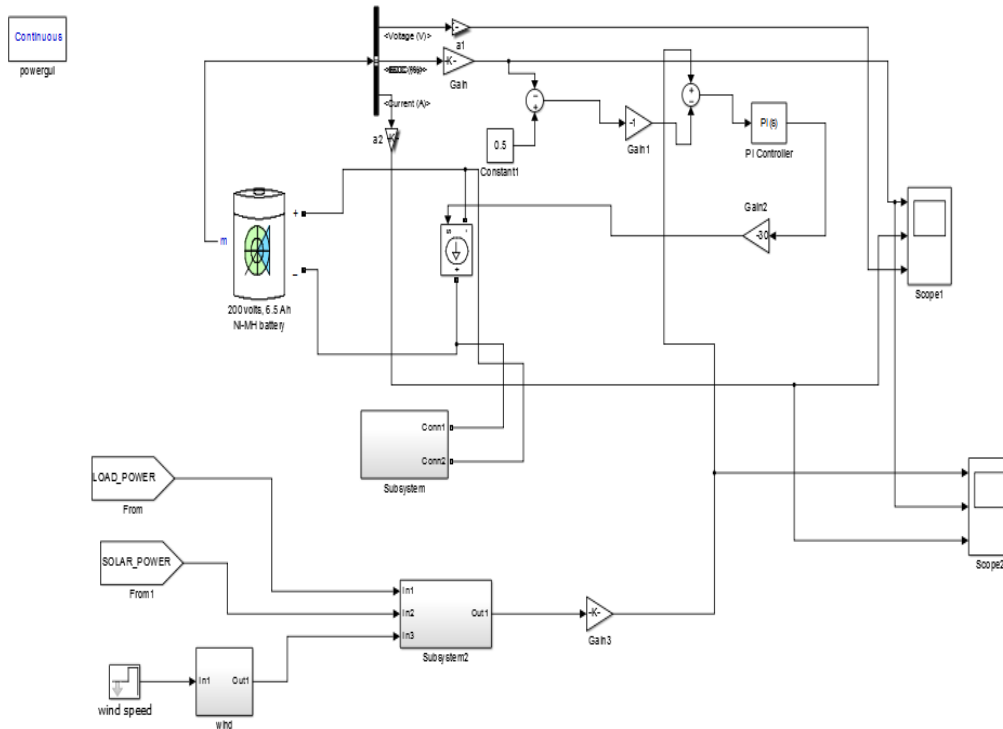 Continuous
powergui
<Voltage (V)>
a1
-K-
Gain
<Current (A)>
a2
-K-
0.5
Constant1
-1
Gain1
PI(s)
PI Controller
Gain2
-30
m
+
_
200 volts, 6.5 Ah
Ni-MH battery
Scope1
Conn1
Conn2
Subsystem
LOAD_POWER
From
SOLAR_POWER
From1
In1
In2
In3
Out1
Subsystem2
-K-
Gain3
Scope2
wind speed
In1
Out1
wind